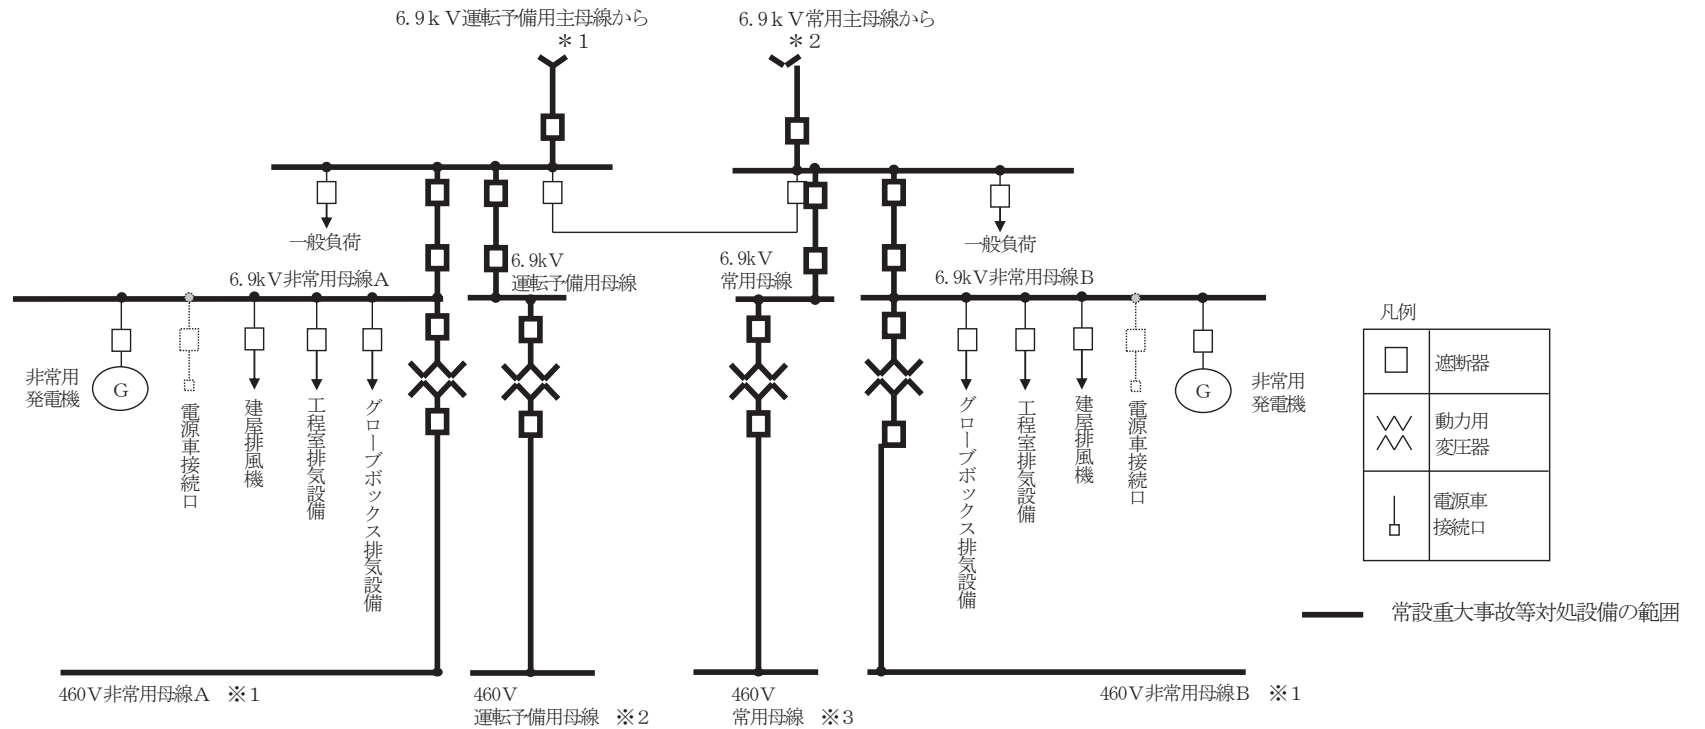 6.9ｋＶ運転予備用主母線から
＊１
6.9ｋＶ常用主母線から
＊２
一般負荷
一般負荷
6.9kＶ非常用母線Ａ
6.9kＶ
運転予備用母線
6.9kＶ
常用母線
6.9kＶ非常用母線Ｂ
非常用
発電機
Ｇ
電源車接続口
建屋排風機
工程室排気設備
グローブボックス排気設備
グローブボックス排気設備
工程室排気設備
建屋排風機
電源車接続口
Ｇ
非常用
発電機
凡例
遮断器
動力用
変圧器
電源車
接続口
常設重大事故等対処設備の範囲
460Ｖ非常用母線Ａ　※１
460Ｖ
運転予備用母線　※２
460Ｖ
常用母線　※３
460Ｖ非常用母線Ｂ　※１